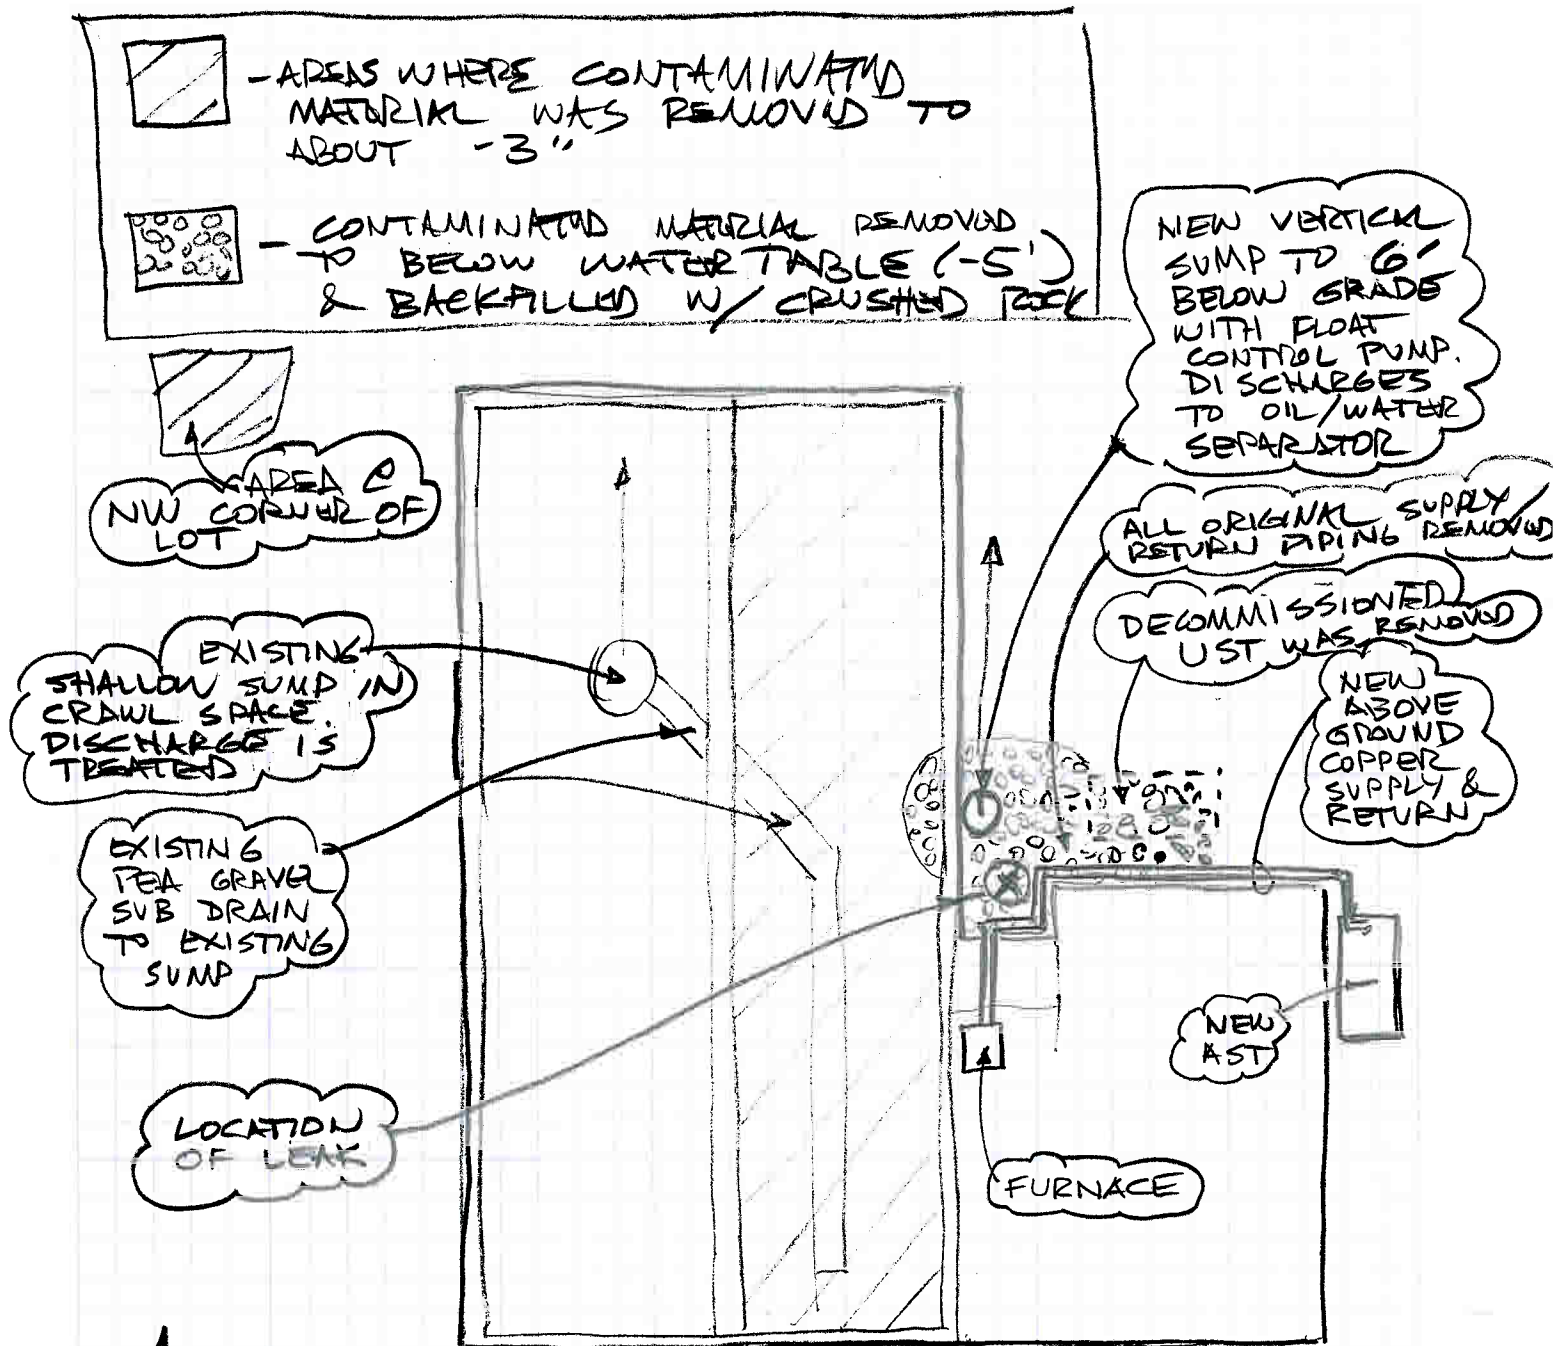 -AREAS WHERE CONTAMINATED
MATERIAL WAS REMOVED TO
ABOUT -3"
- CONTAMINATED MATERIAL REMOVED
TO BELOW WATER TABLE (-5')
& BACKFILLED W/ CRUSHED ROCK
NEW VERTICAL
SUMP TO 6'
BELOW GRADE
WITH FLOAT
CONTROL PUMP.
DISCHARGES
TO OIL/WATER
SEPARATOR
AREA @
NW CORNER OF
LOT
ALL ORIGINAL SUPPLY/
RETURN PIPING REMOVED
DECOMMISSIONED
UST WAS REMOVED
EXISTING
SHALLOW SUMP IN
CRAWL SPACE.
DISCHARGE IS
TREATED
NEW
ABOVE
GROUND
COPPER
SUPPLY &
RETURN
EXISTING
PEA GRAVEL
SUB DRAIN
TO EXISTING
SUMP
NEW
AST
LOCATION
OF LEAK
FURNACE